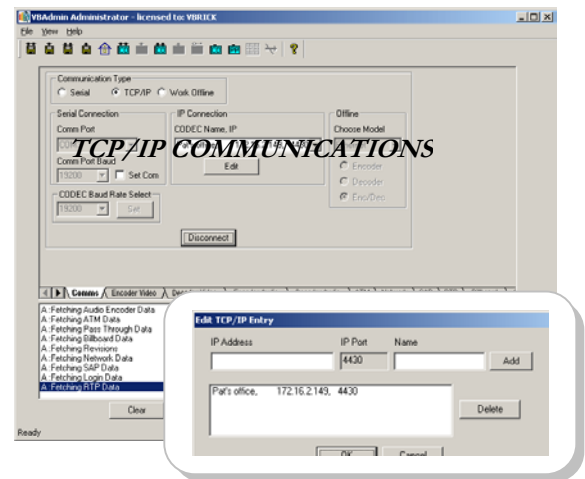 VBAdmin Administrator - licensed to: VBRICK
File View Help
Communication Type
Serial TCP/IP Work Offline
Serial Connection
IP Connection
Offline
Comm Port
CODEC Name, IP
Choose Model
TCP/IP COMMUNICATIONS
Comm Port Baud
Edit
Encoder
19200
Set Com
Decoder
CODEC Baud Rate Select
Enc/Dec
19200
Set
Disconnect
Comms Encoder Video
A :Fetching Audio Encoder Data
A :Fetching ATM Data
A :Fetching Pass Through Data
A :Fetching Billboard Data
A :Fetching Revisions
A :Fetching Network Data
A :Fetching SAP Data
A :Fetching Login Data
A :Fetching RTP Data
Clear
Ready
Edit TCP/IP Entry
IP Address IP Port Name
4430
Add
Pat's office, 172.16.2.149, 4430
Delete
OK Cancel